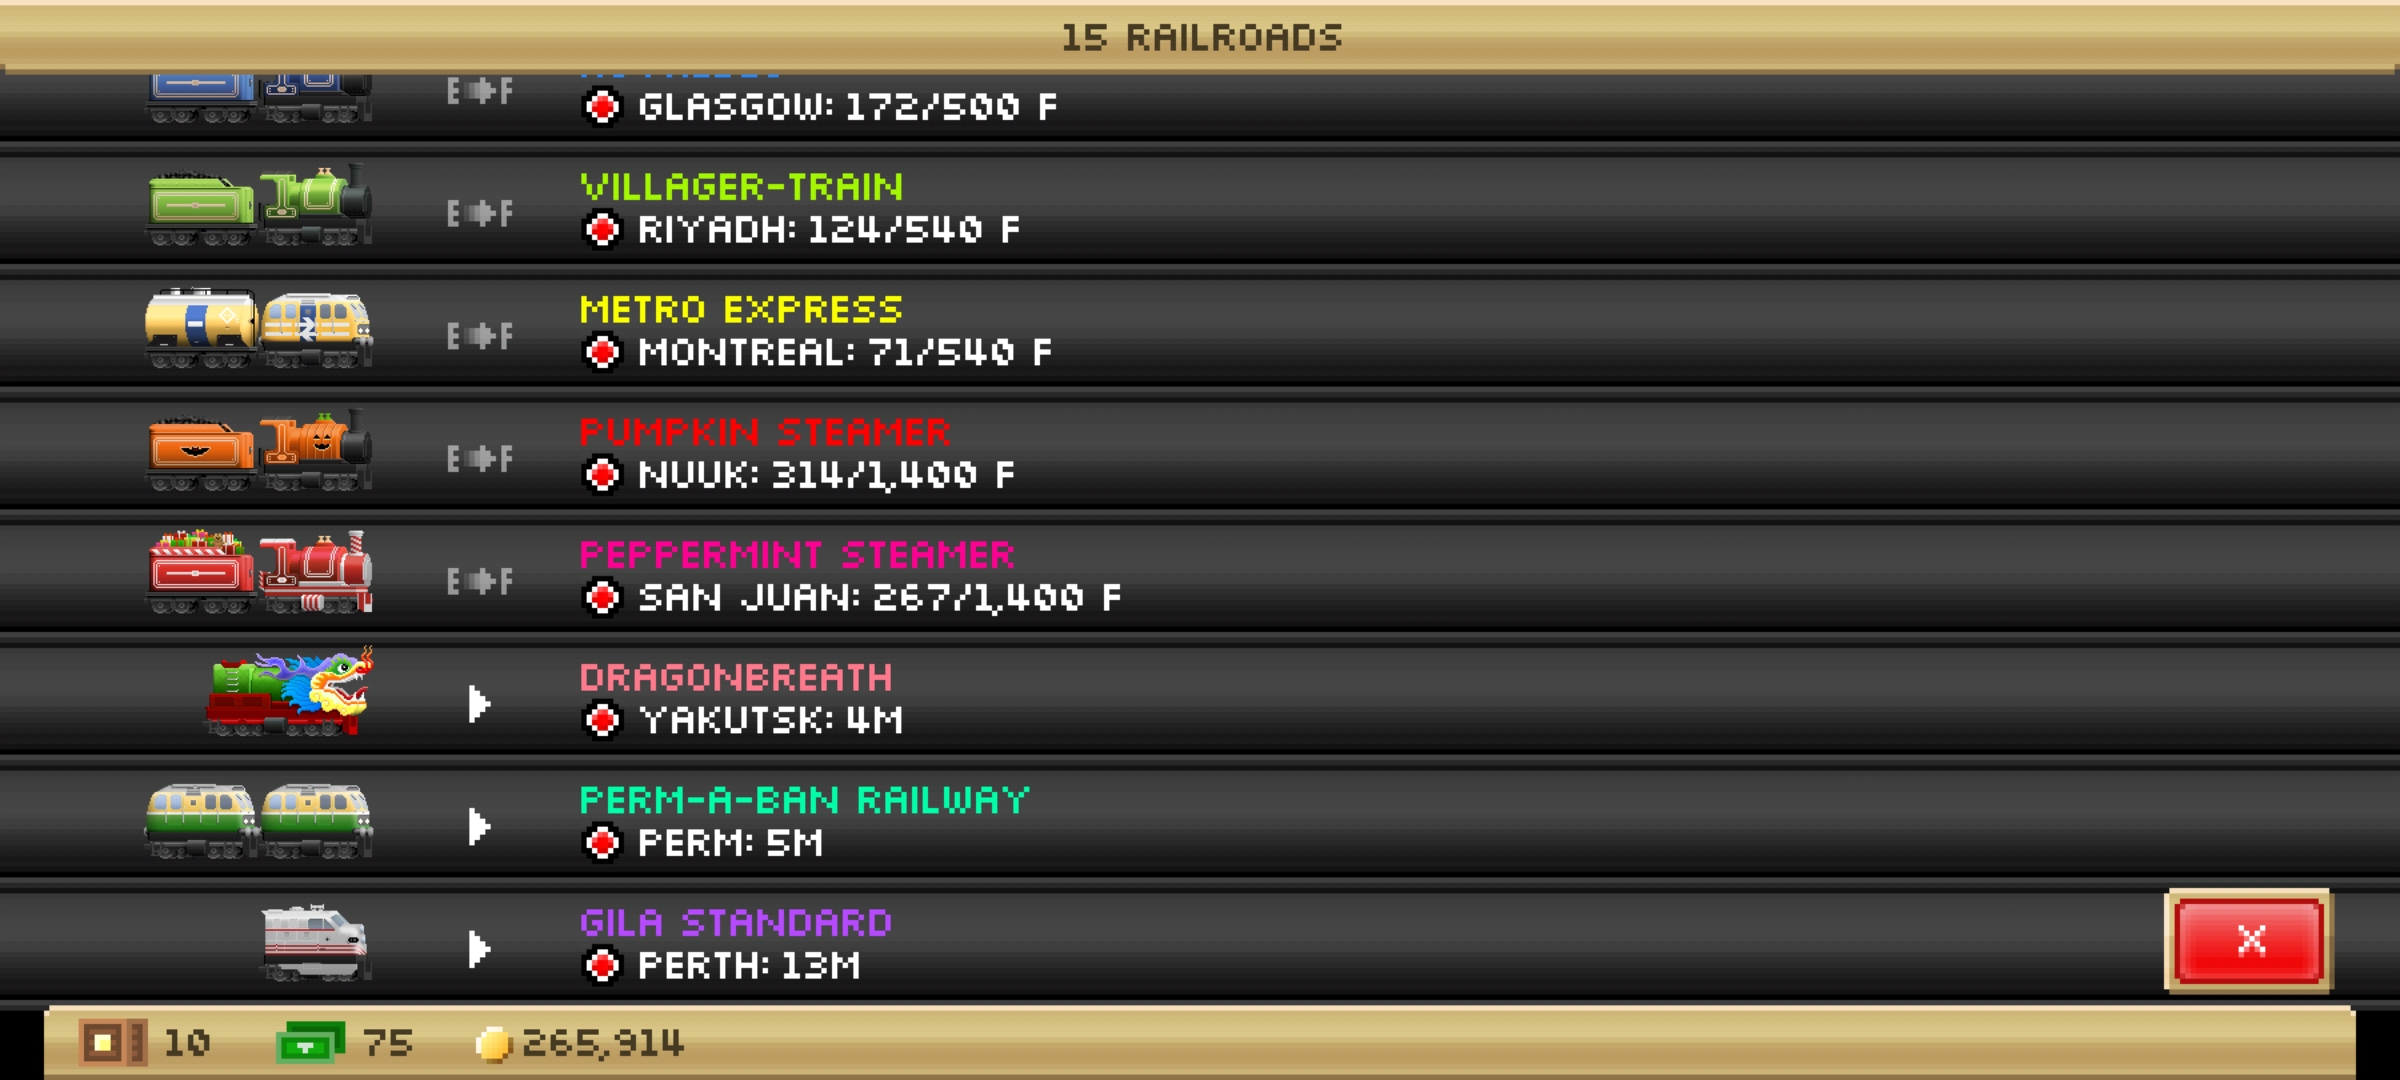 15 RAILROADS
E F
GLASGOW: 172/500 F
VILLAGER-TRAIN
E F
RIYADH: 124/540 F
METRO EXPRESS
E F
MONTREAL: 71/540 F
PUMPKIN STEAMER
E F
NUUK: 314/1,400 F
PEPPERMINT STEAMER
E F
SAN JUAN: 267/1,400 F
DRAGONBREATH
YAKUTSK: 4M
PERM-A-BAN RAILWAY
PERM: 5M
GILA STANDARD
PERTH: 13M
X
10 75 265,914